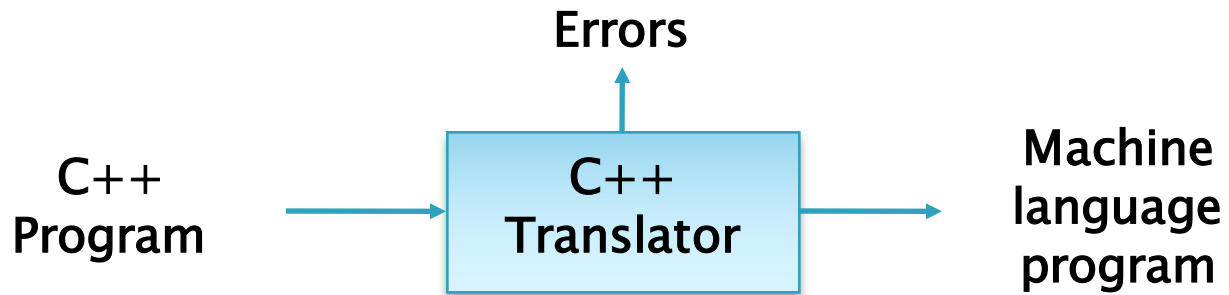 Errors
C++
Program
C++
Translator
Machine
language
program